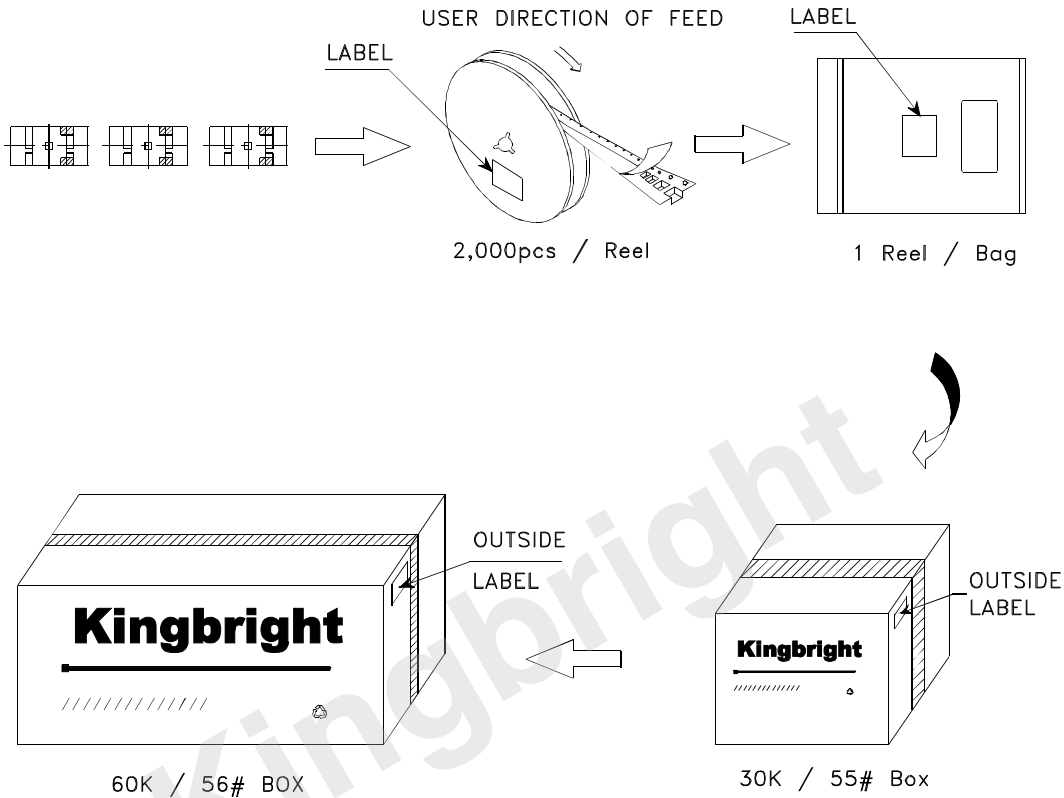 USER DIRECTION OF FEED
LABEL
LABEL
2,000pcs / Reel
1 Reel / Bag
OUTSIDE
LABEL
OUTSIDE
LABEL
Kingbright
Kingbright
60K / 56# BOX
30K / 55# Box
Kingbright